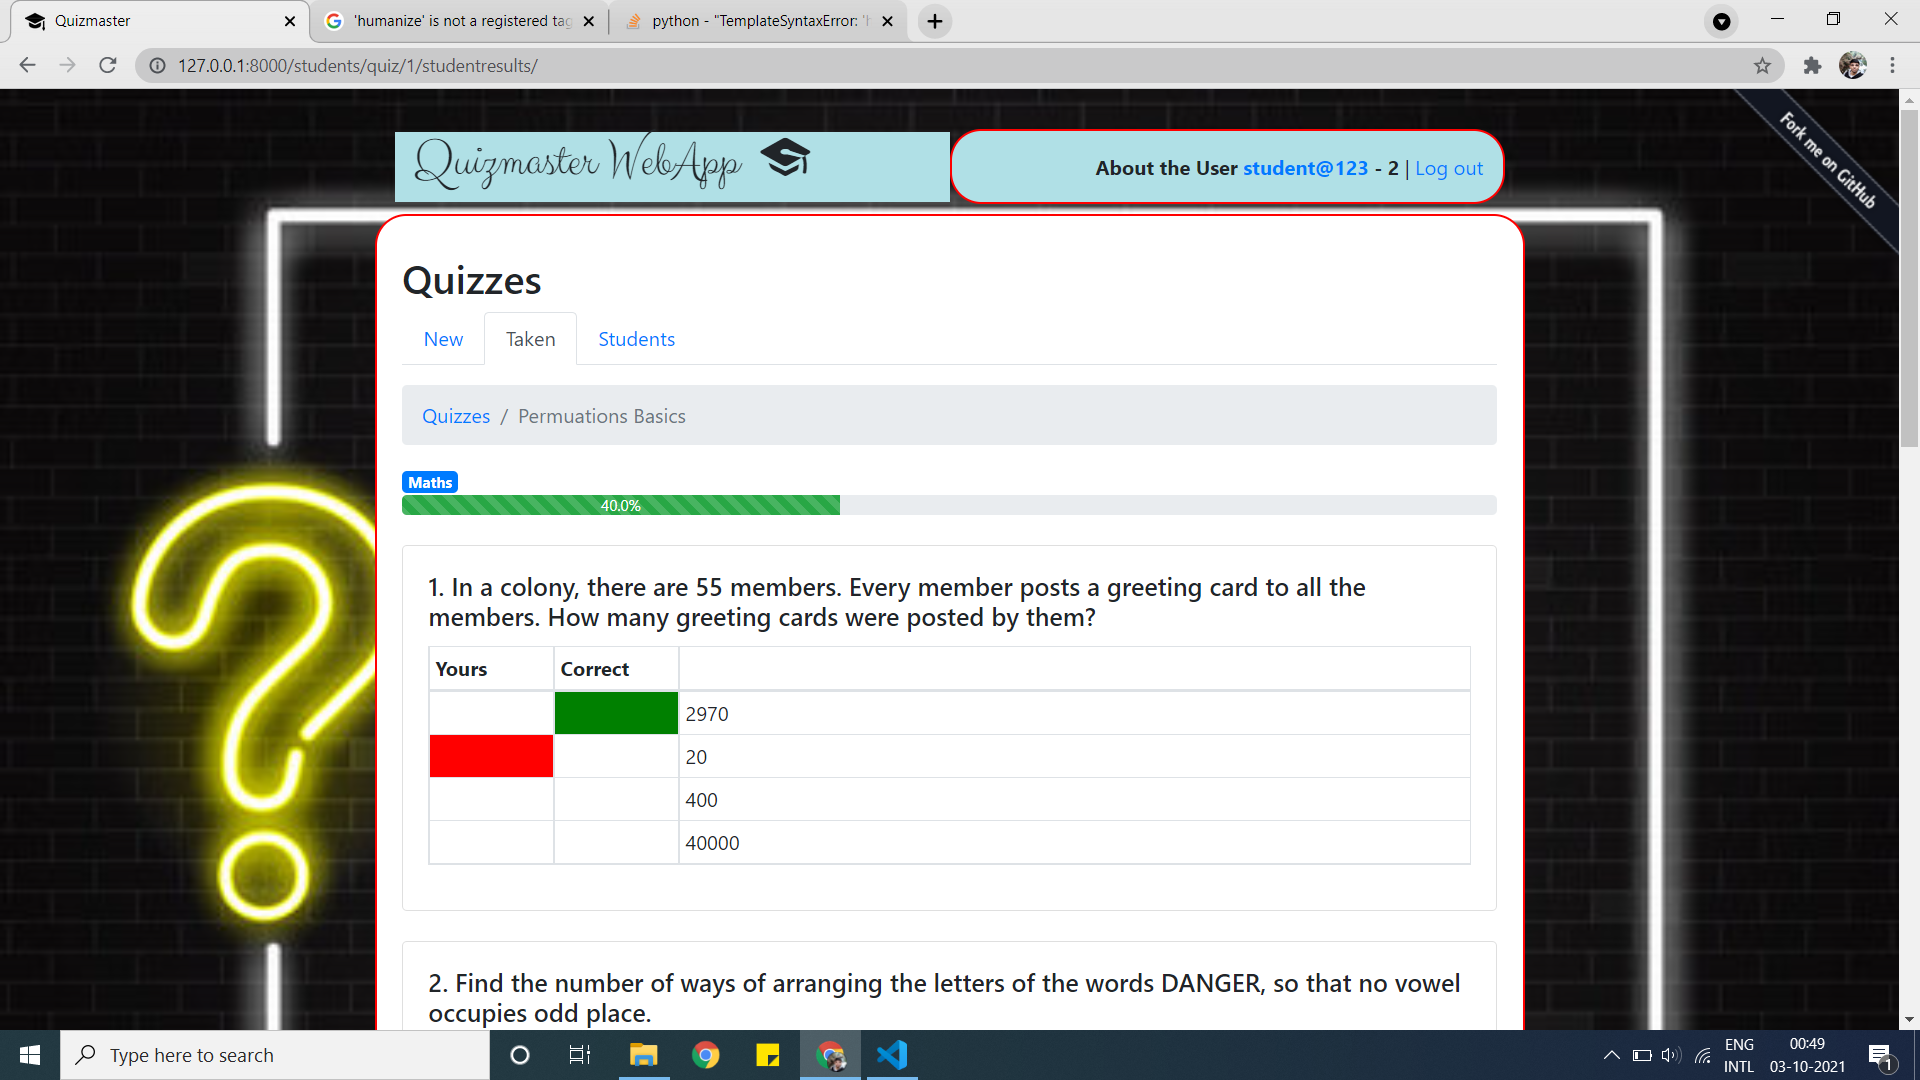 Quizmaster
'humanize' is not a registered tag
python - "TemplateSyntaxError: 'h
127.0.0.1:8000/students/quiz/1/studentresults/
Fork me on GitHub
Quizmaster WebApp
About the User student@123 - 2 | Log out
Quizzes
New
Taken
Students
Quizzes / Permuations Basics
Maths
40.0%
1. In a colony, there are 55 members. Every member posts a greeting card to all the
members. How many greeting cards were posted by them?
Yours Correct
2970
20
400
40000
2. Find the number of ways of arranging the letters of the words DANGER, so that no vowel
occupies odd place.
Type here to search
ENG
INTL
00:49
03-10-2021
1